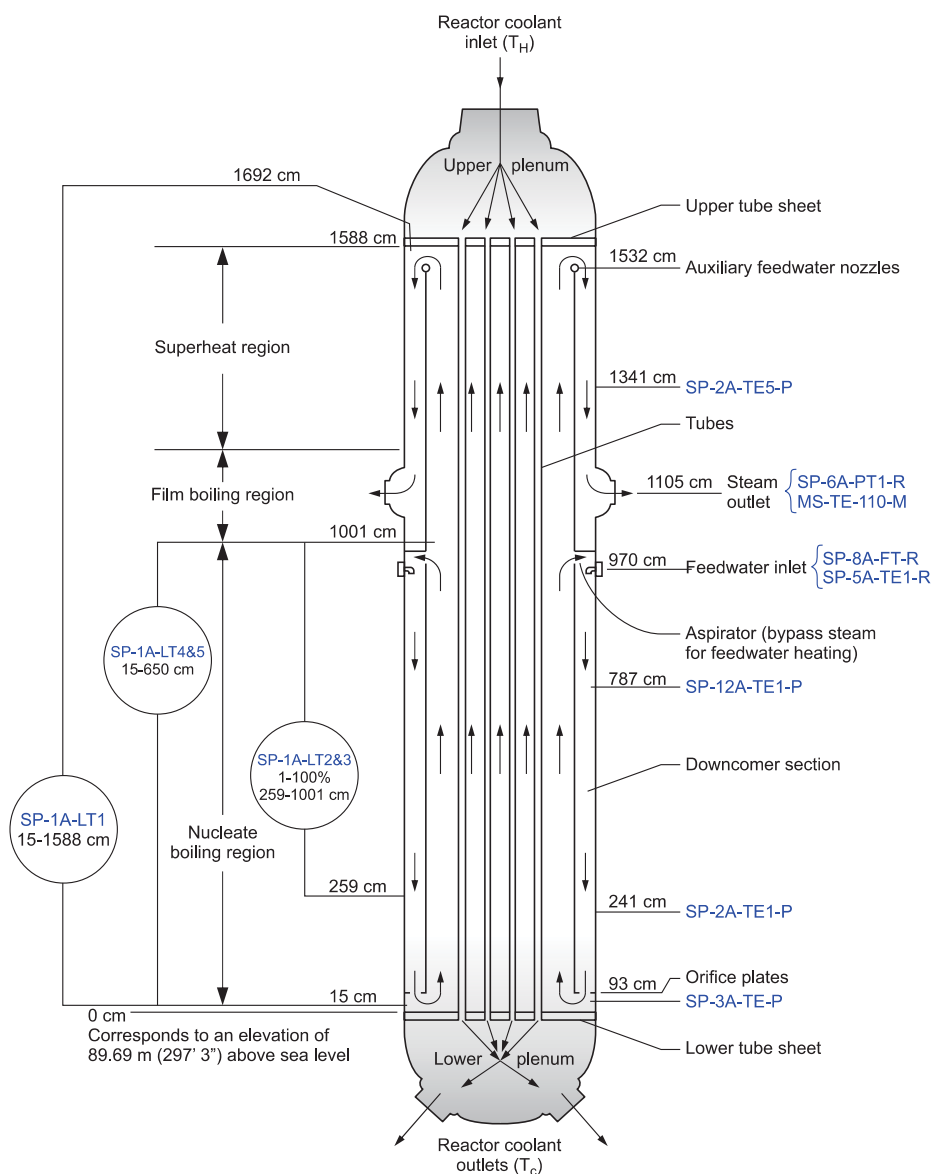 Reactor coolant
inlet (T_H)
Upper plenum
1692 cm
Upper tube sheet
1588 cm
1532 cm
Auxiliary feedwater nozzles
Superheat region
1341 cm
SP-2A-TE5-P
Tubes
Film boiling region
1105 cm
Steam
outlet
SP-6A-PT1-R
MS-TE-110-M
1001 cm
970 cm
Feedwater inlet
SP-8A-FT-R
SP-5A-TE1-R
Aspirator (bypass steam
for feedwater heating)
SP-1A-LT4&5
15-650 cm
787 cm
SP-12A-TE1-P
SP-1A-LT2&3
1-100%
259-1001 cm
Downcomer section
SP-1A-LT1
15-1588 cm
Nucleate
boiling region
259 cm
241 cm
SP-2A-TE1-P
93 cm
Orifice plates
SP-3A-TE-P
15 cm
0 cm
Corresponds to an elevation of
89.69 m (297' 3") above sea level
Lower tube sheet
Lower plenum
Reactor coolant
outlets (T_c)